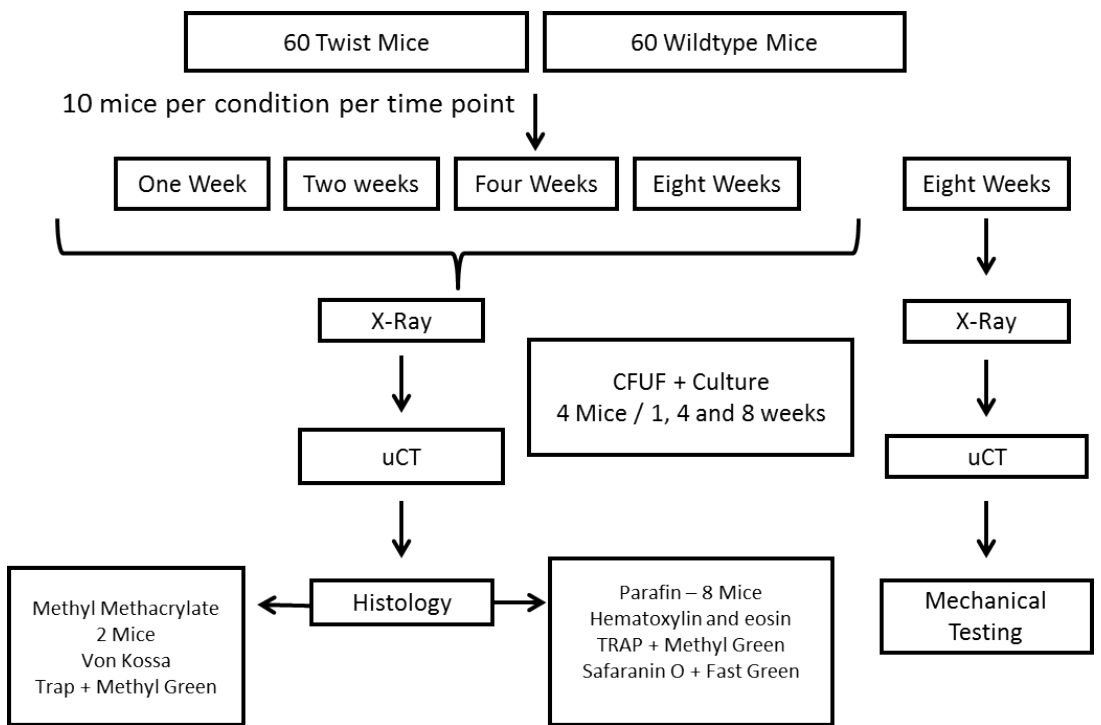 60 Twist Mice
60 Wildtype Mice
10 mice per condition per time point
One Week
Two weeks
Four Weeks
Eight Weeks
Eight Weeks
X-Ray
X-Ray
CFUF + Culture
4 Mice / 1, 4 and 8 weeks
uCT
uCT
Methyl Methacrylate
2 Mice
Von Kossa
Trap + Methyl Green
Histology
Parafin – 8 Mice
Hematoxylin and eosin
TRAP + Methyl Green
Safaranin O + Fast Green
Mechanical
Testing